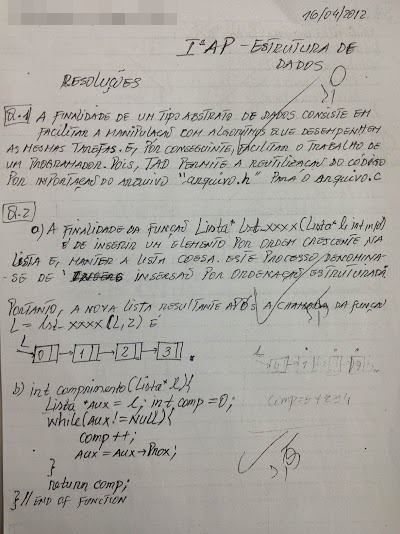 16/04/2012
IªAP - ESTRUTURA DE
DADOS
RESOLUÇÕES
Q.1 A FINALIDADE DE UM TIPO ABSTRATO DE DADOS CONSISTE EM
FACILITAR A MANIPULAÇÃO COM ALGORITMOS QUE DESEMPENHEM
AS MESMAS TAREFAS. E, POR CONSEGUINTE, FACILITAR O TRABALHO DE
UM PROGRAMADOR. POIS, TAD PERMITE A REUTILIZAÇÃO DO CÓDIGO
POR IMPORTAÇÃO DO ARQUIVO "arquivo.h" PARA O arquivo.c
Q.2
a) A FINALIDADE DA FUNÇÃO Lista* lst_xxxx(Lista* l, int info)
É DE INSERIR UM ELEMENTO POR ORDEM CRESCENTE NA
LISTA E, MANTER A LISTA COESA. ESTE PROCESSO, DENOMINA-
SE DE INSERSÃO POR ORDENAÇÃO ESTRUTURADA
PORTANTO, A NOVA LISTA RESULTANTE APÓS A CHAMADA DA FUNÇÃO
L = lst_xxxx(L,2) É
L
0 1 2 3
b) int comprimento(Lista* l){
Lista *Aux = l; int comp=0;
while(Aux!=NULL){
comp++;
Aux = Aux→Prox;
}
return comp;
} // END OF FUNCTION